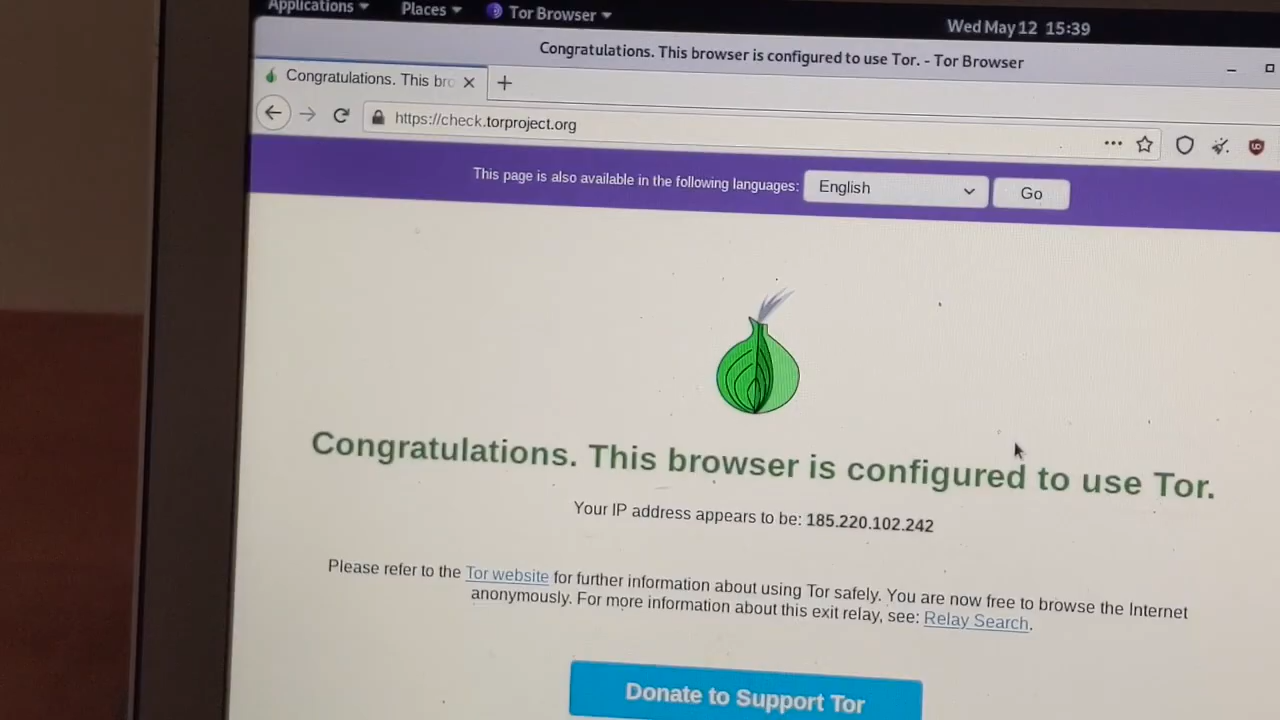 Applications Places Tor Browser Wed May 12 15:39
Congratulations. This browser is configured to use Tor. - Tor Browser
Congratulations. This bro
https://check.torproject.org
This page is also available in the following languages: English Go
Congratulations. This browser is configured to use Tor.
Your IP address appears to be: 185.220.102.242
Please refer to the Tor website for further information about using Tor safely. You are now free to browse the Internet
anonymously. For more information about this exit relay, see: Relay Search.
Donate to Support Tor